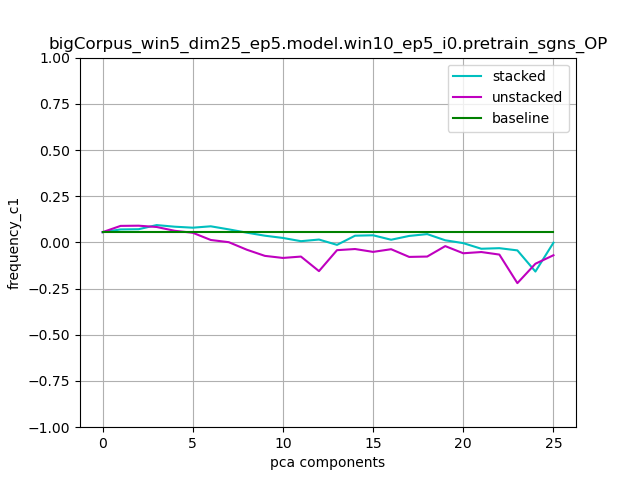 bigCorpus_win5_dim25_ep5.model.win10_ep5_i0.pretrain_sgns_OP
1.00
0.75
0.50
0.25
0.00
−0.25
−0.50
−0.75
−1.00
frequency_c1
stacked
unstacked
baseline
0 5 10 15 20 25
pca components